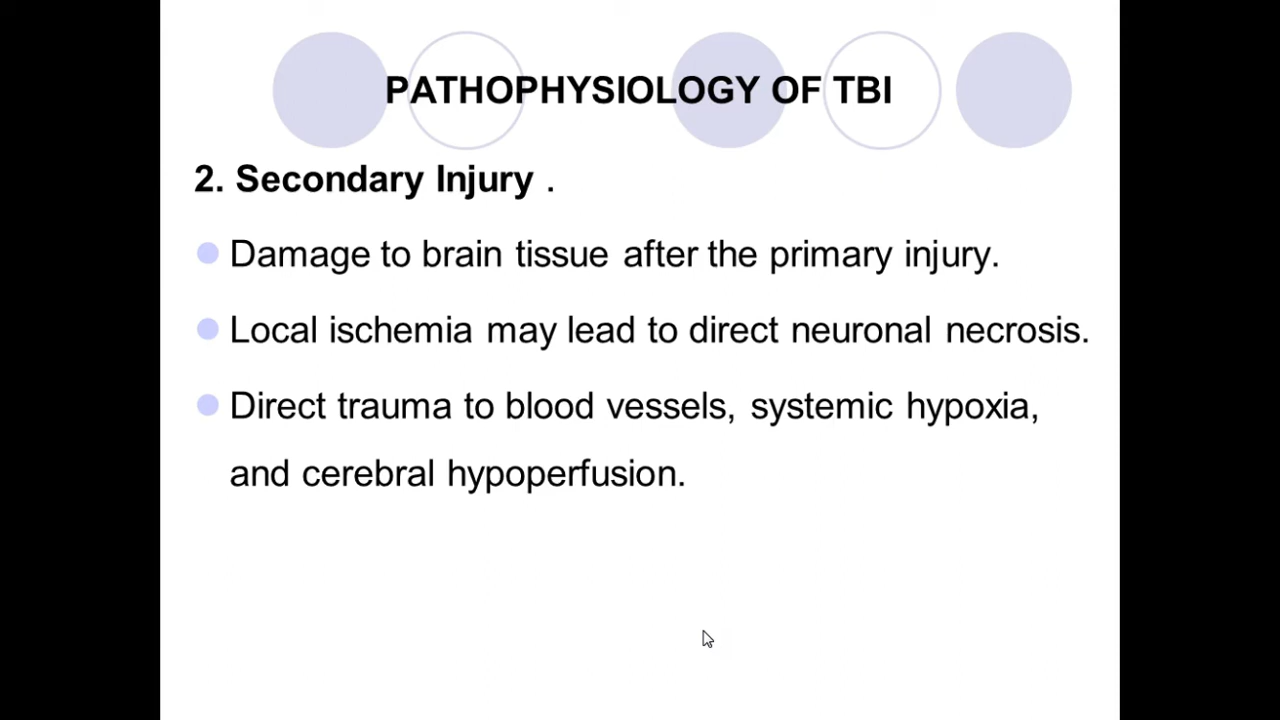 PATHOPHYSIOLOGY OF TBI
2. Secondary Injury .
Damage to brain tissue after the primary injury.
Local ischemia may lead to direct neuronal necrosis.
Direct trauma to blood vessels, systemic hypoxia,
and cerebral hypoperfusion.